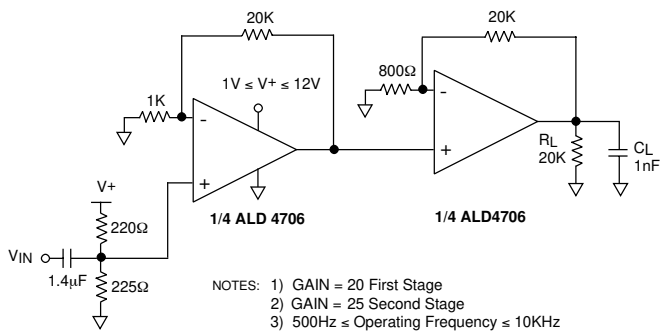 20K
20K
1V ≤ V+ ≤ 12V
800Ω
1K
-
-
+
+
RL
20K
CL
1nF
V+
1/4 ALD 4706
1/4 ALD4706
220Ω
VIN
1.4µF
225Ω
NOTES: 1) GAIN = 20 First Stage
2) GAIN = 25 Second Stage
3) 500Hz ≤ Operating Frequency ≤ 10KHz